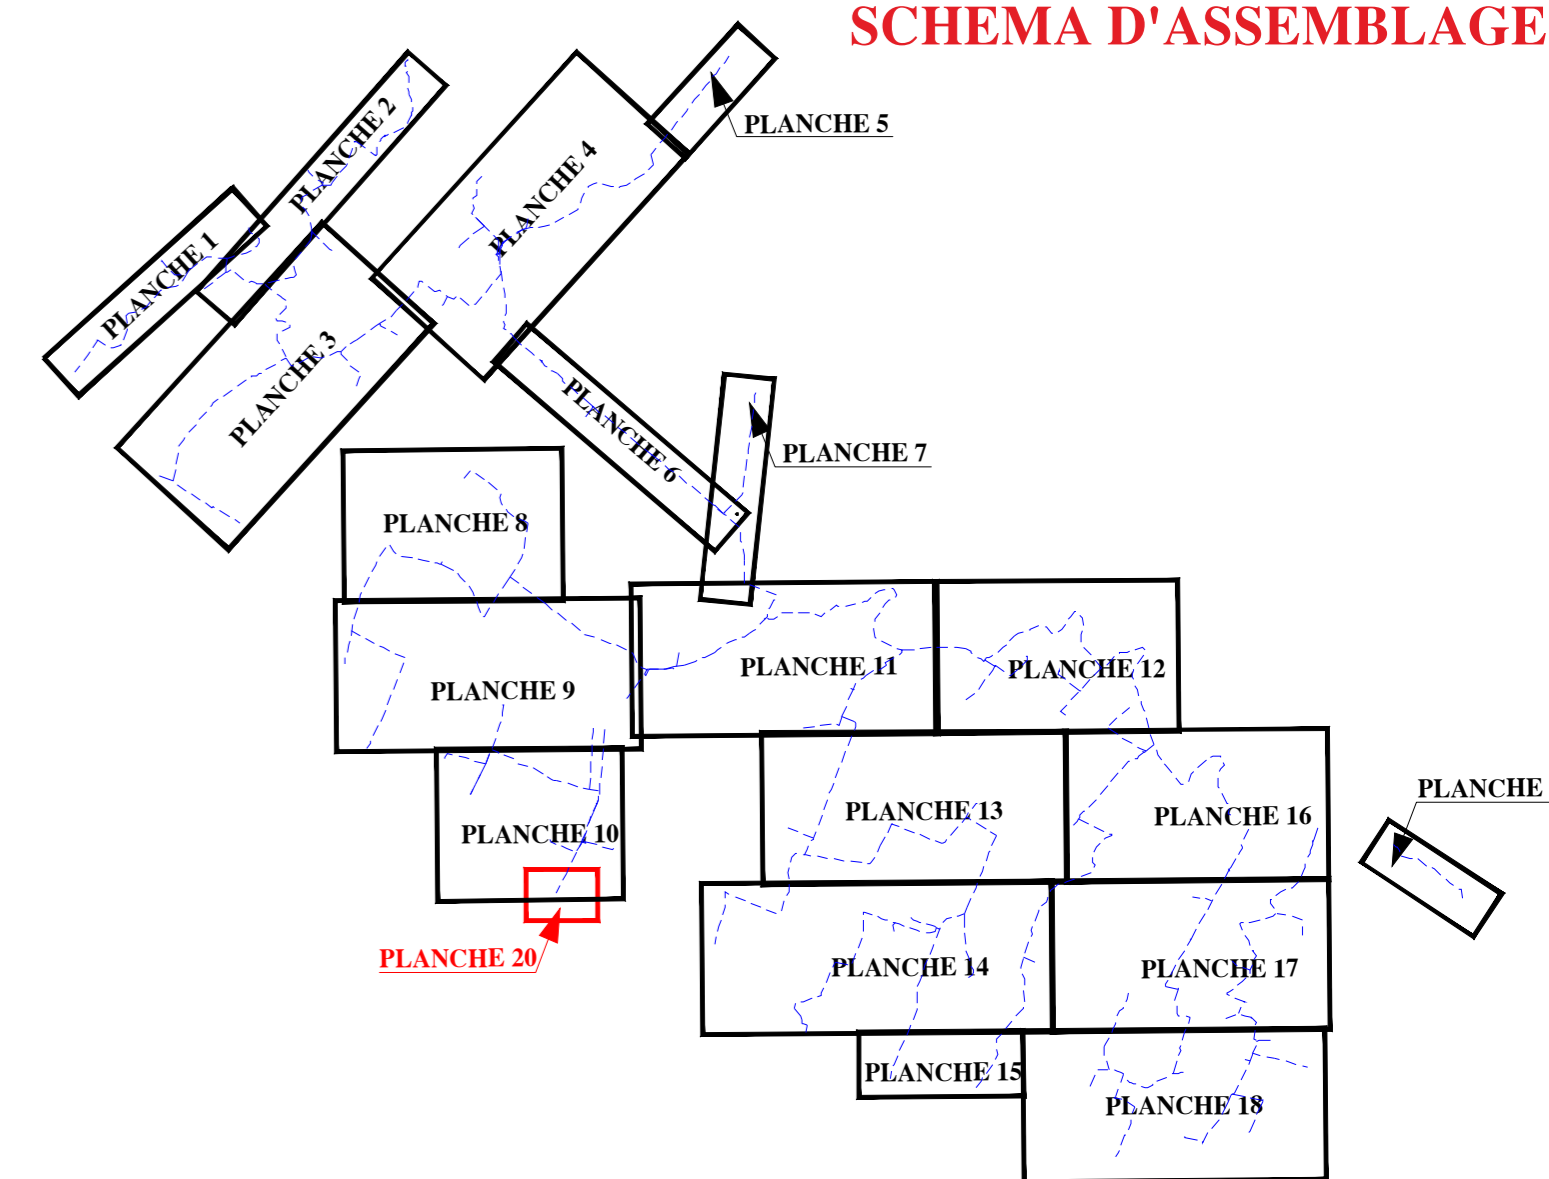 SCHEMA D'ASSEMBLAGE
PLANCHE 1
PLANCHE 2
PLANCHE 3
PLANCHE 4
PLANCHE 5
PLANCHE 6
PLANCHE 7
PLANCHE 8
PLANCHE 9
PLANCHE 10
PLANCHE 11
PLANCHE 12
PLANCHE 13
PLANCHE 16
PLANCHE
PLANCHE 20
PLANCHE 14
PLANCHE 17
PLANCHE 15
PLANCHE 18